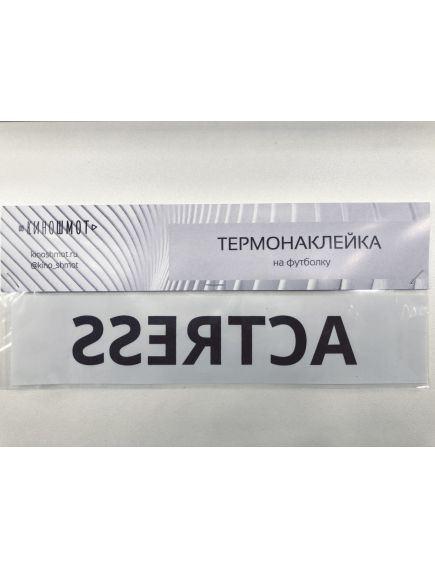 КИНОШМОТ
kinoshmot.ru
@kino_shmot
ТЕРМОНАКЛЕЙКА
на футболку
ACTRESS